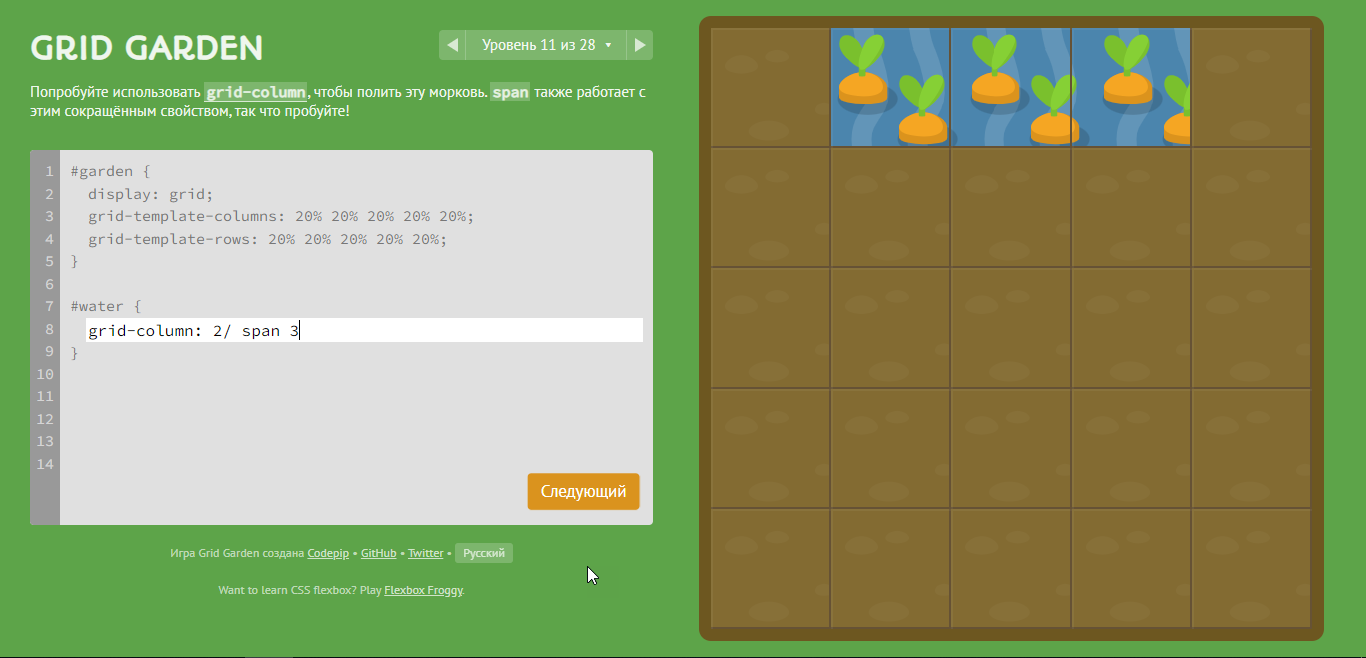 GRID GARDEN
Уровень 11 из 28
Попробуйте использовать grid-column, чтобы полить эту морковь. span также работает с
этим сокращённым свойством, так что пробуйте!
1 #garden {
2 display: grid;
3 grid-template-columns: 20% 20% 20% 20% 20%;
4 grid-template-rows: 20% 20% 20% 20% 20%;
5 }
6
7 #water {
8 grid-column: 2/ span 3
9 }
10
11
12
13
14
Следующий
Игра Grid Garden создана Codepip • GitHub • Twitter • Русский
Want to learn CSS flexbox? Play Flexbox Froggy.